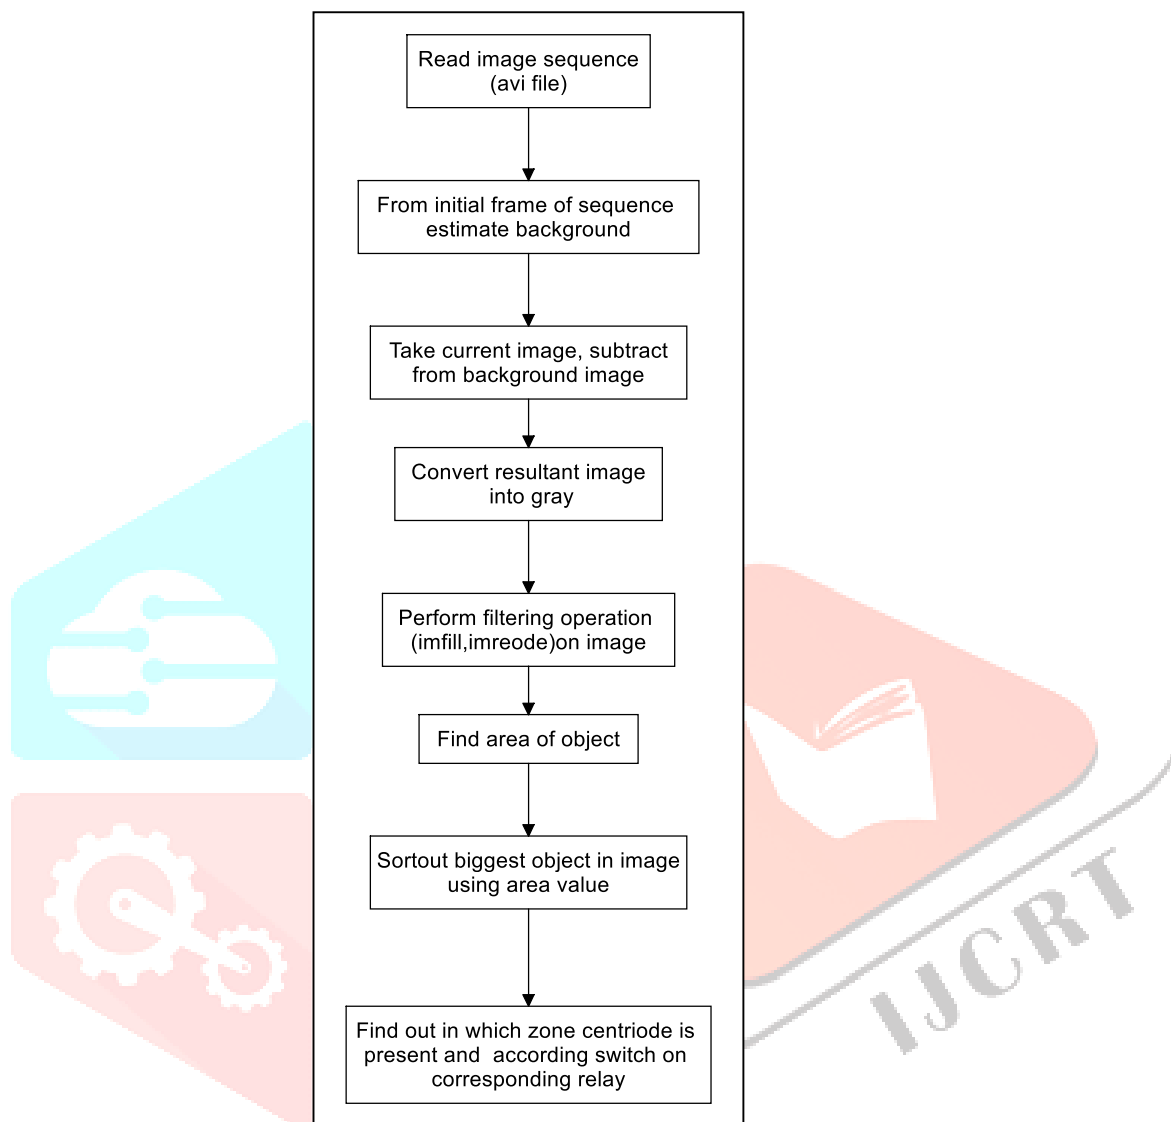 Read image sequence
(avi file)
From initial frame of sequence
estimate background
Take current image, subtract
from background image
Convert resultant image
into gray
Perform filtering operation
(imfill,imreode)on image
Find area of object
Sortout biggest object in image
using area value
Find out in which zone centriode is
present and  according switch on
corresponding relay
IJCRT